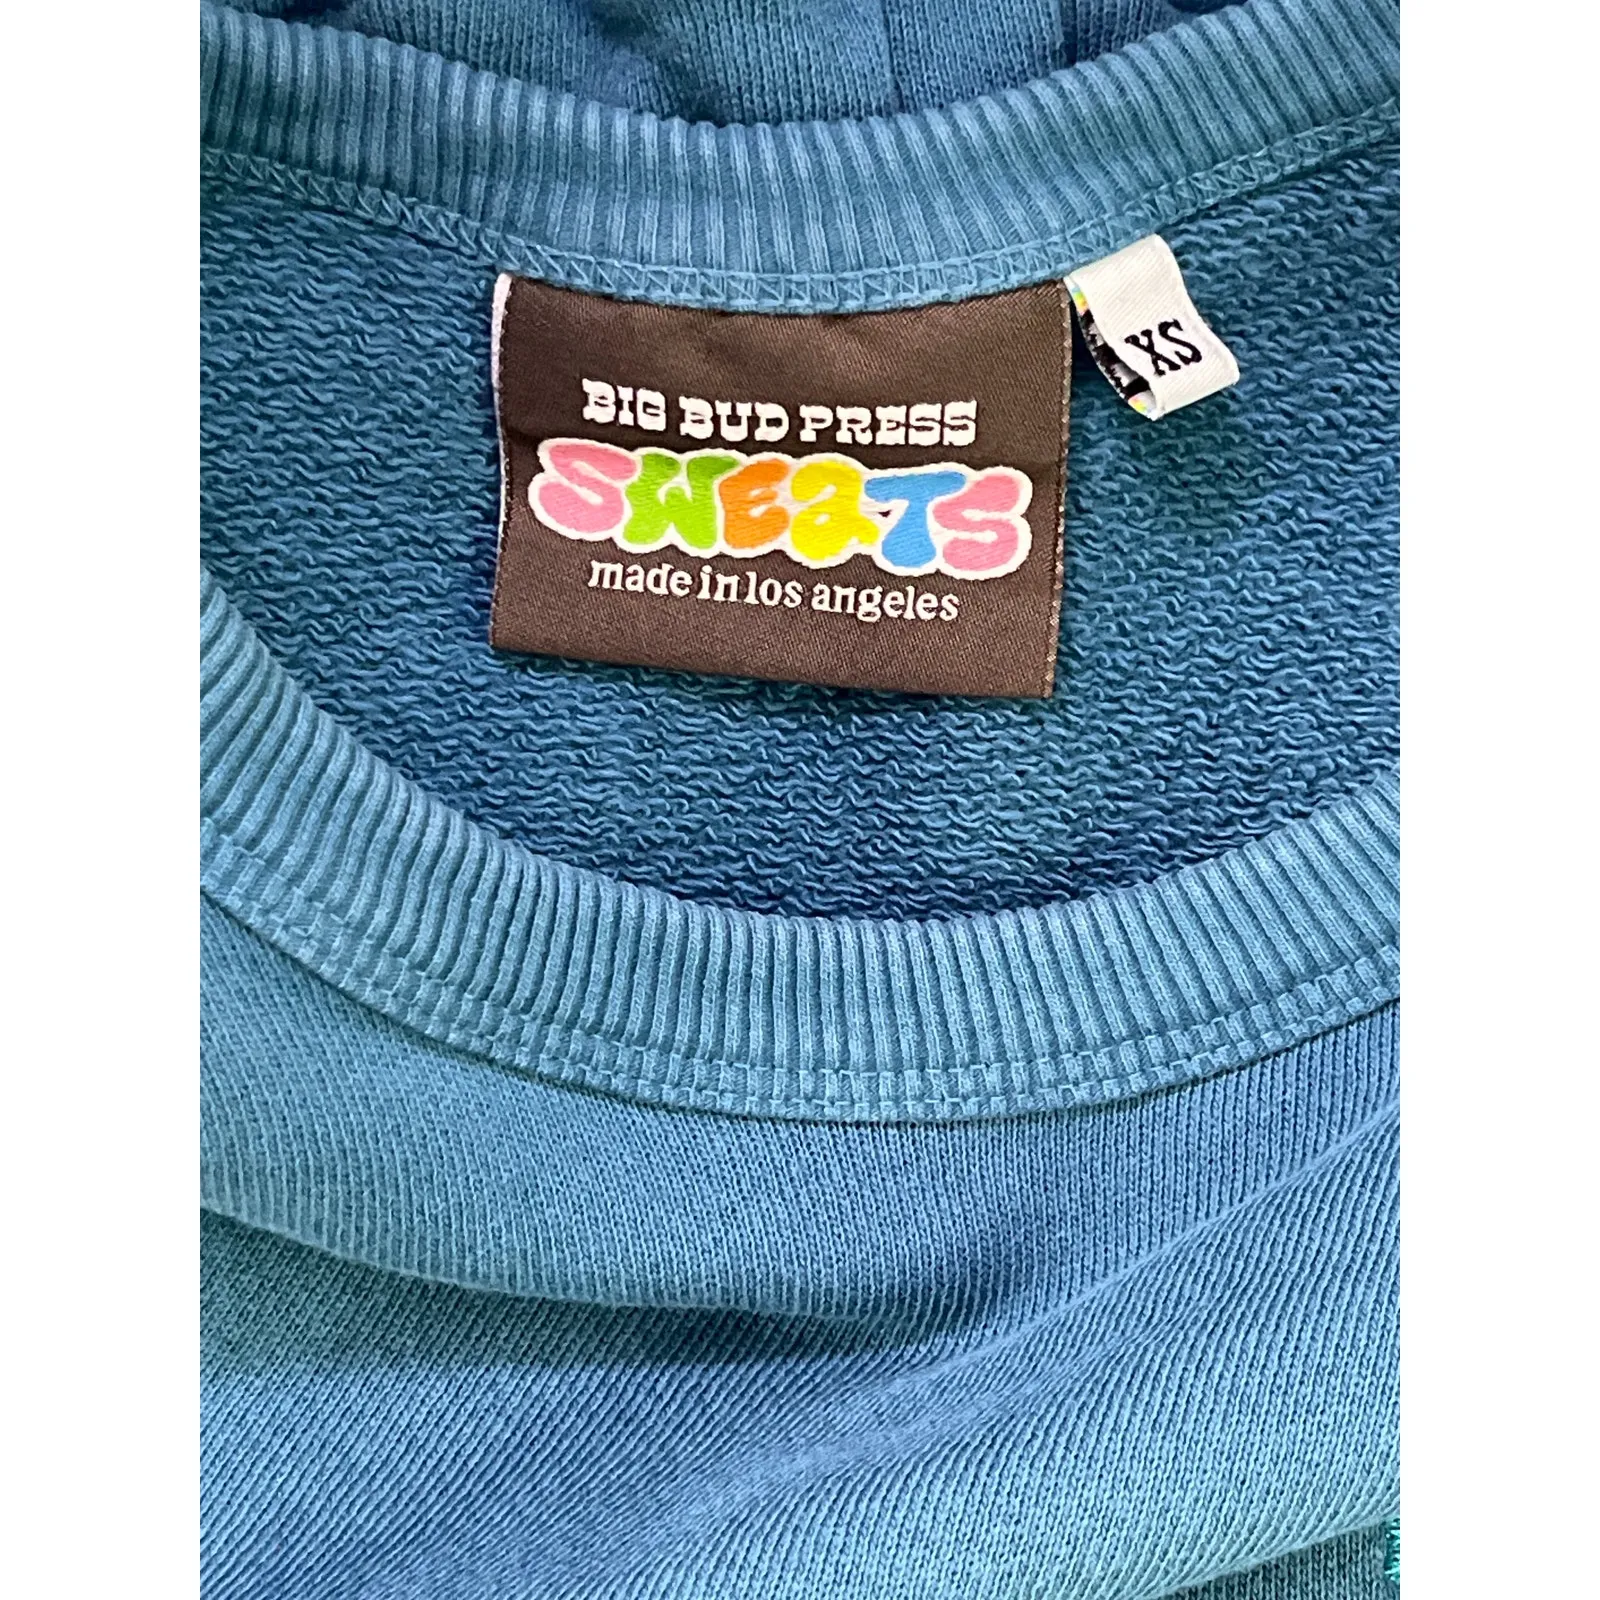 BIG BUD PRESS
SWEATS
made in los angeles
XS